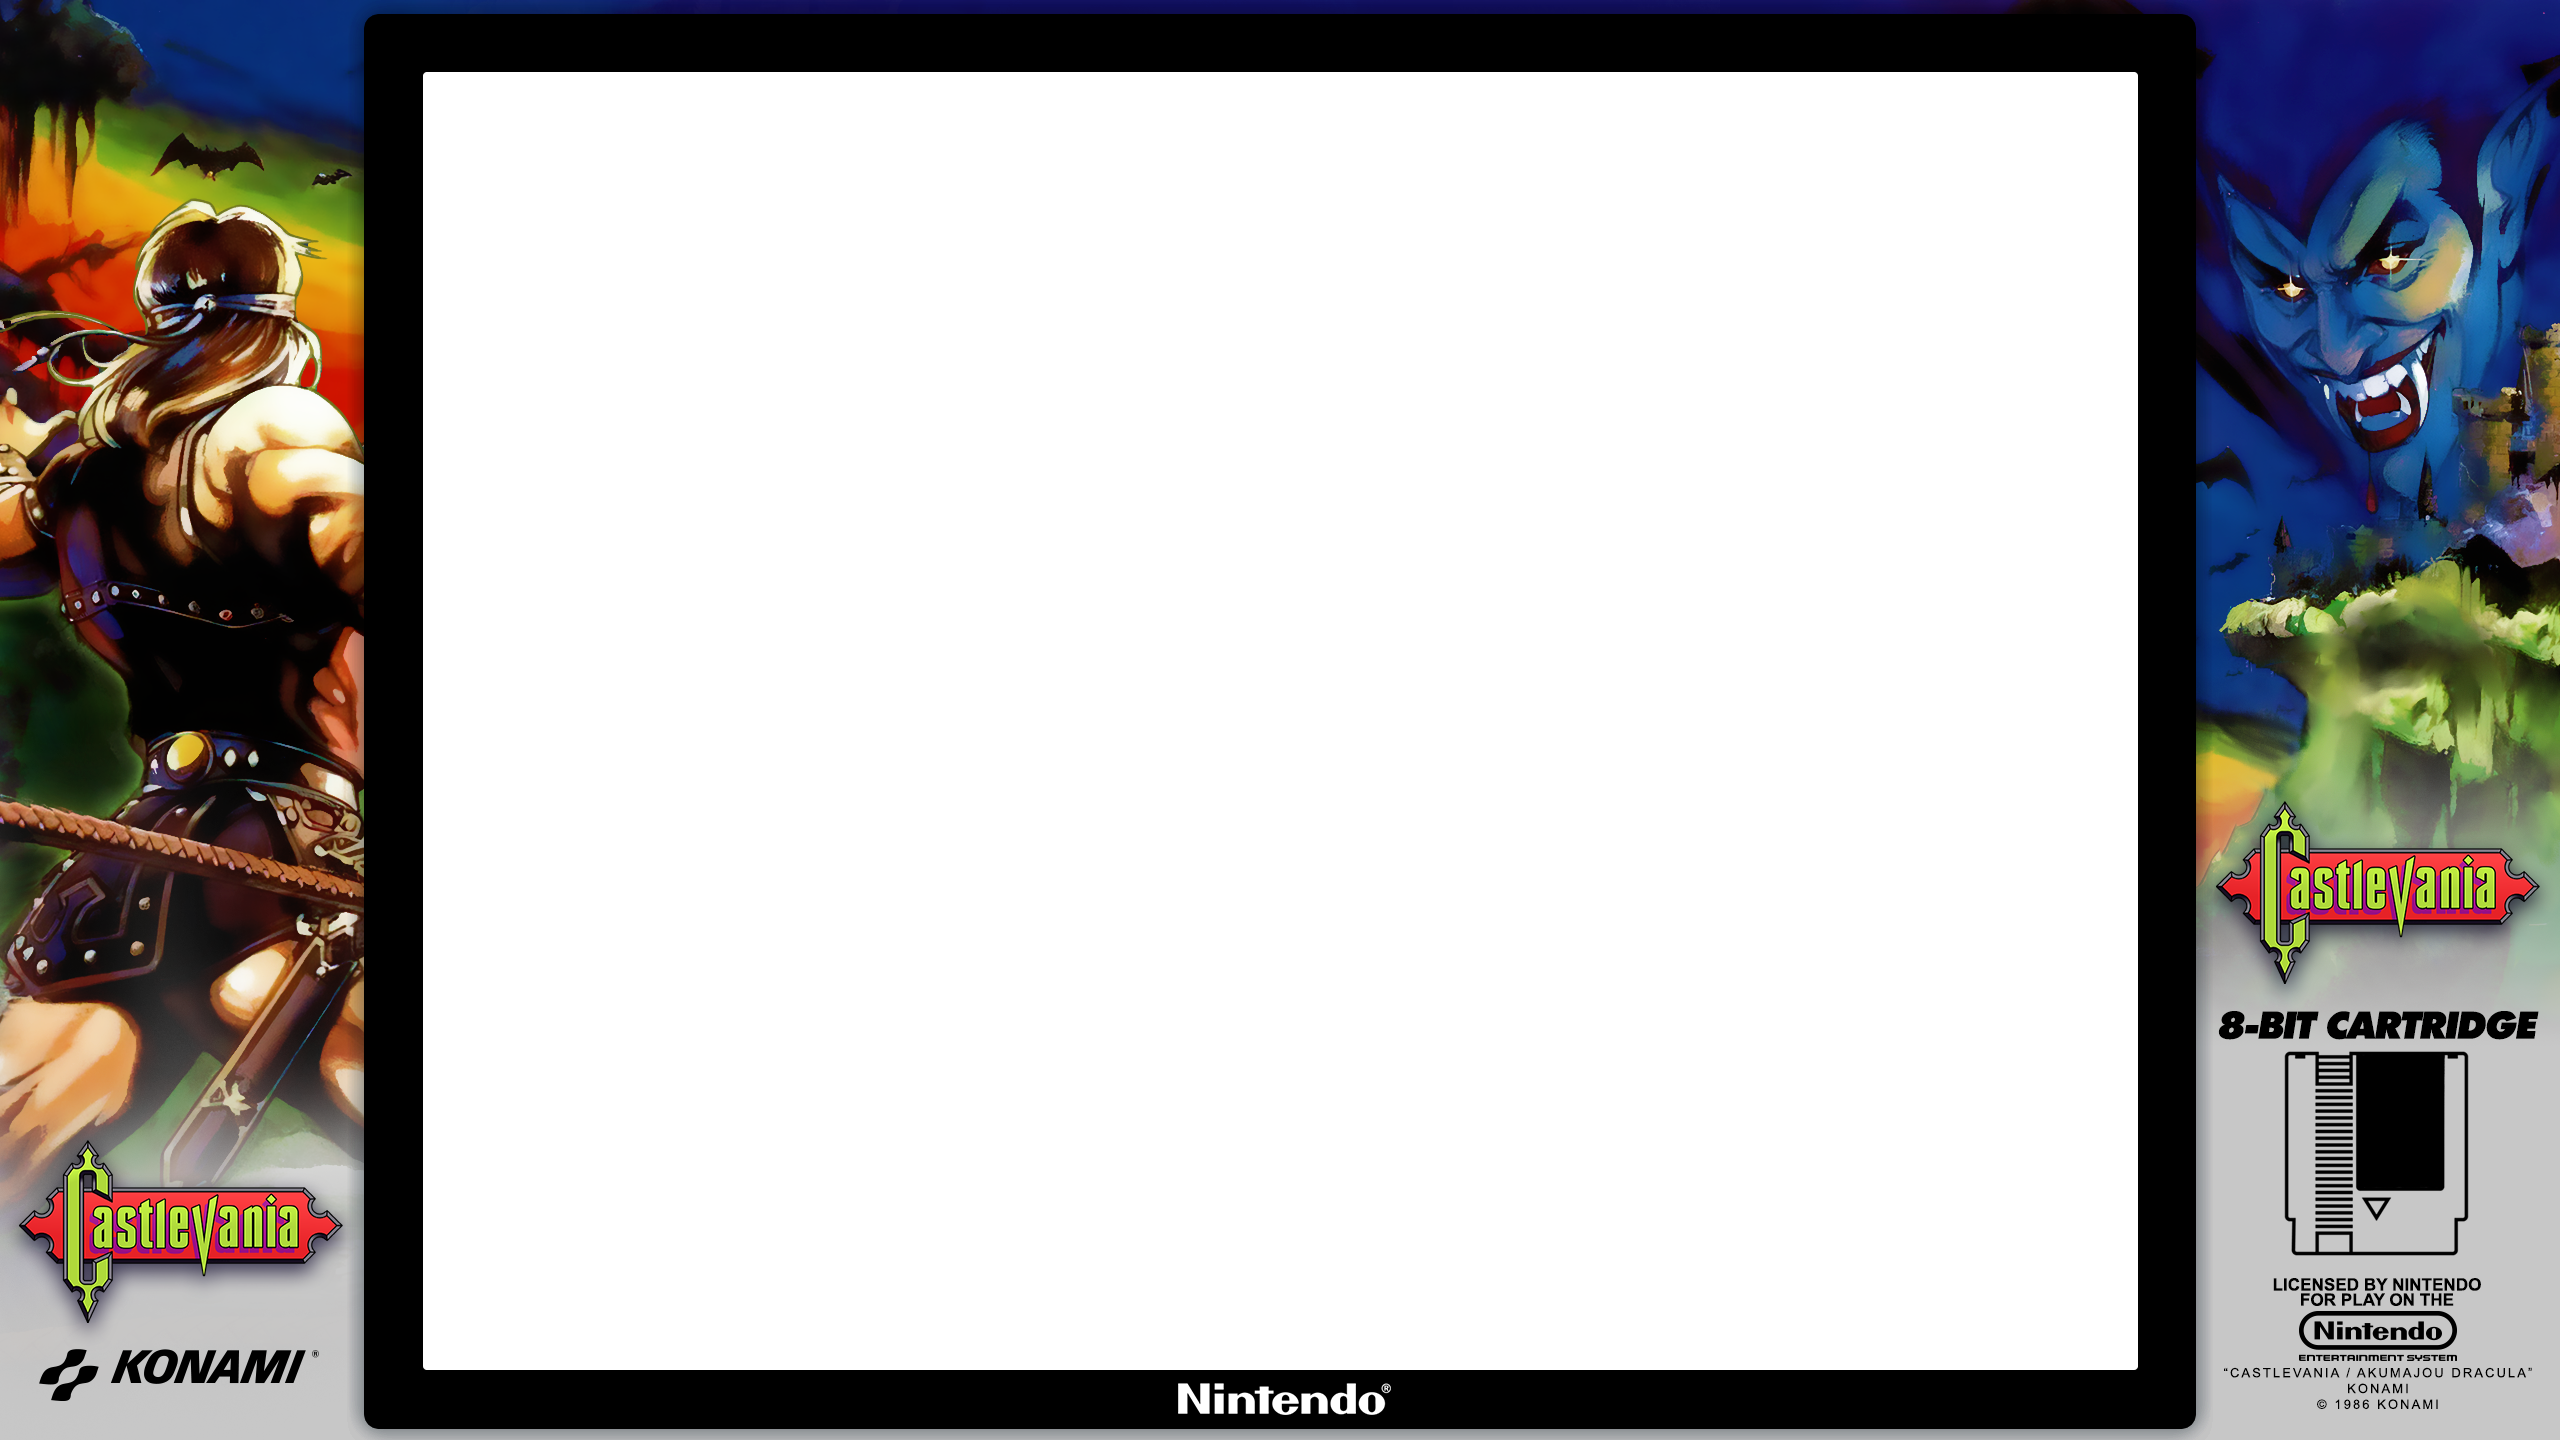 Castlevania
KONAMI®
Nintendo®
Castlevania
8-BIT CARTRIDGE
LICENSED BY NINTENDO
FOR PLAY ON THE
Nintendo
ENTERTAINMENT SYSTEM
“CASTLEVANIA / AKUMAJOU DRACULA”
KONAMI
© 1986 KONAMI